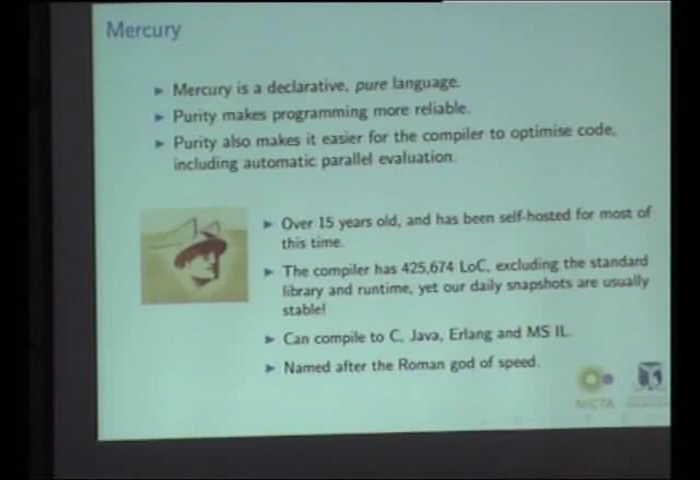 Mercury
► Mercury is a declarative, pure language.
► Purity makes programming more reliable.
► Purity also makes it easier for the compiler to optimise code,
including automatic parallel evaluation.
► Over 15 years old, and has been self-hosted for most of
this time.
► The compiler has 425,674 LoC, excluding the standard
library and runtime, yet our daily snapshots are usually
stable!
► Can compile to C, Java, Erlang and MS IL.
► Named after the Roman god of speed.
NICTA